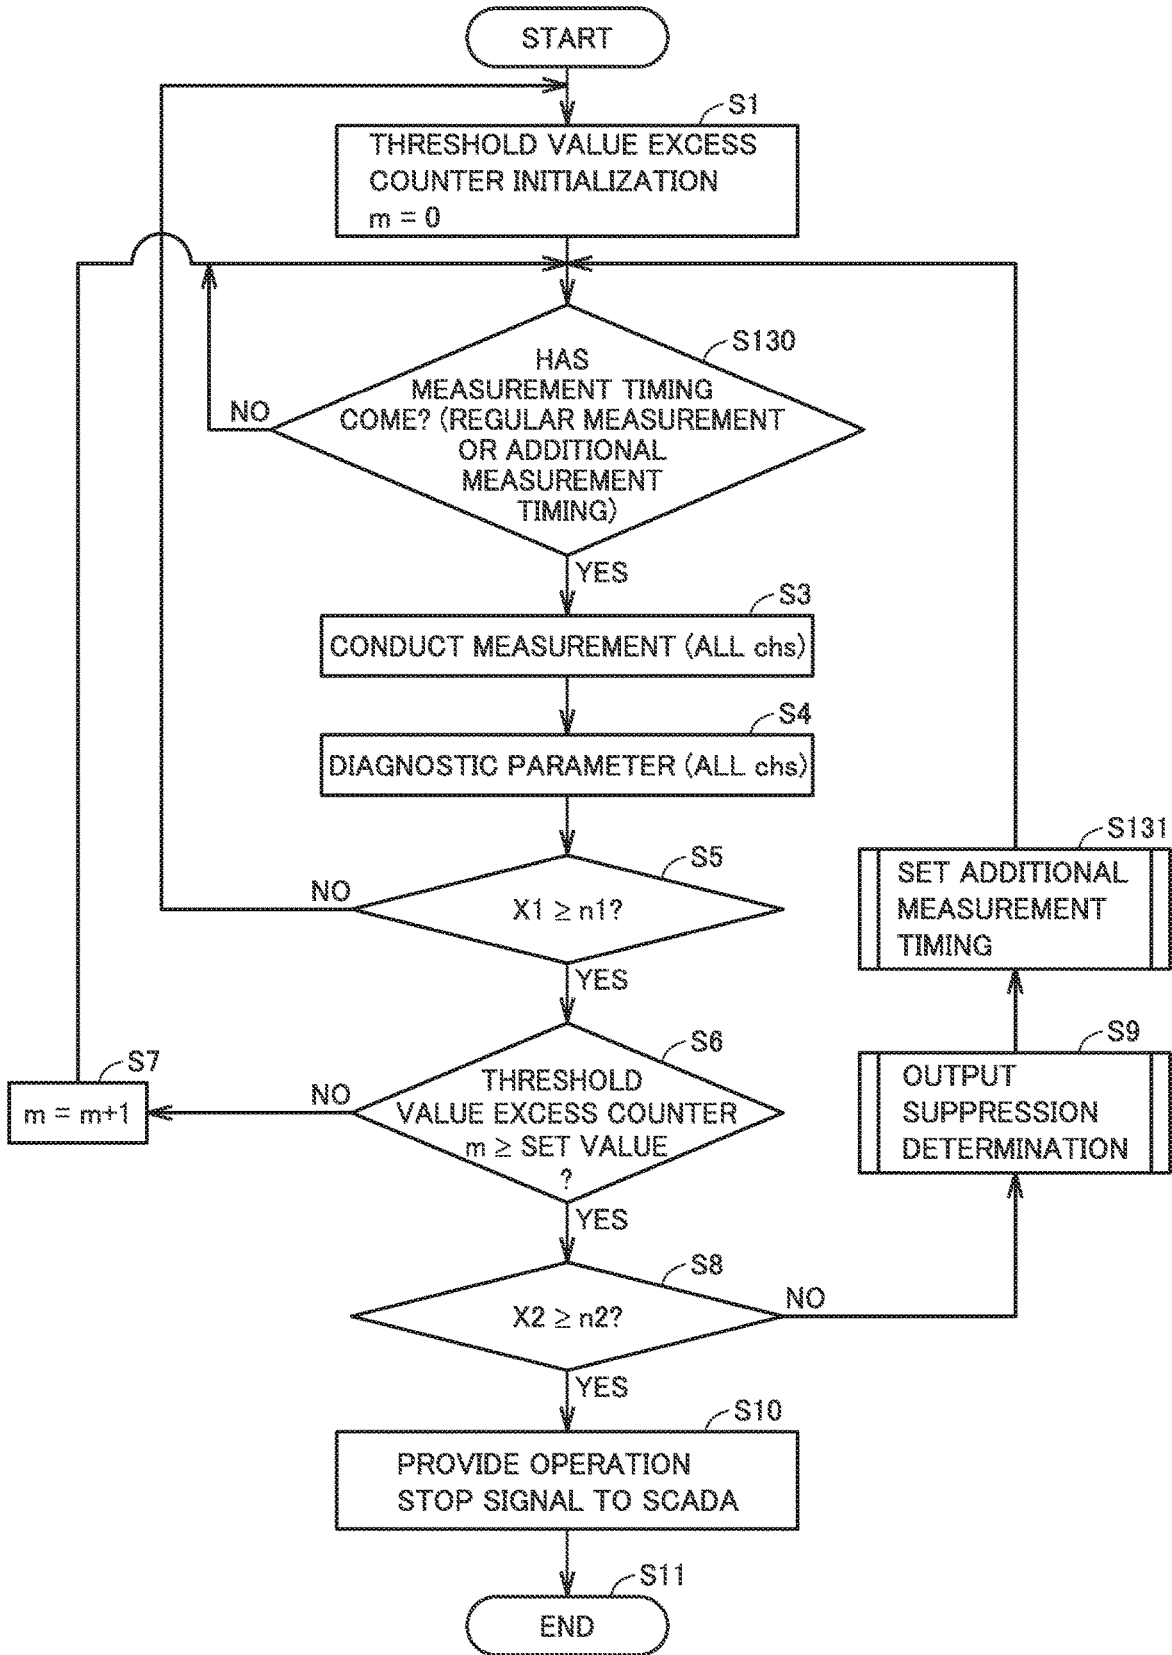 START
S1
THRESHOLD VALUE EXCESS
COUNTER INITIALIZATION
m = 0
S130
HAS
MEASUREMENT TIMING
COME? (REGULAR MEASUREMENT
OR ADDITIONAL
MEASUREMENT
TIMING)
NO
YES
S3
CONDUCT MEASUREMENT (ALL chs)
S4
DIAGNOSTIC PARAMETER (ALL chs)
S5
X1 ≥ n1?
NO
YES
S6
THRESHOLD
VALUE EXCESS COUNTER
m ≥ SET VALUE
?
NO
YES
S7
m = m+1
S8
X2 ≥ n2?
NO
YES
S9
OUTPUT
SUPPRESSION
DETERMINATION
S131
SET ADDITIONAL
MEASUREMENT
TIMING
S10
PROVIDE OPERATION
STOP SIGNAL TO SCADA
S11
END